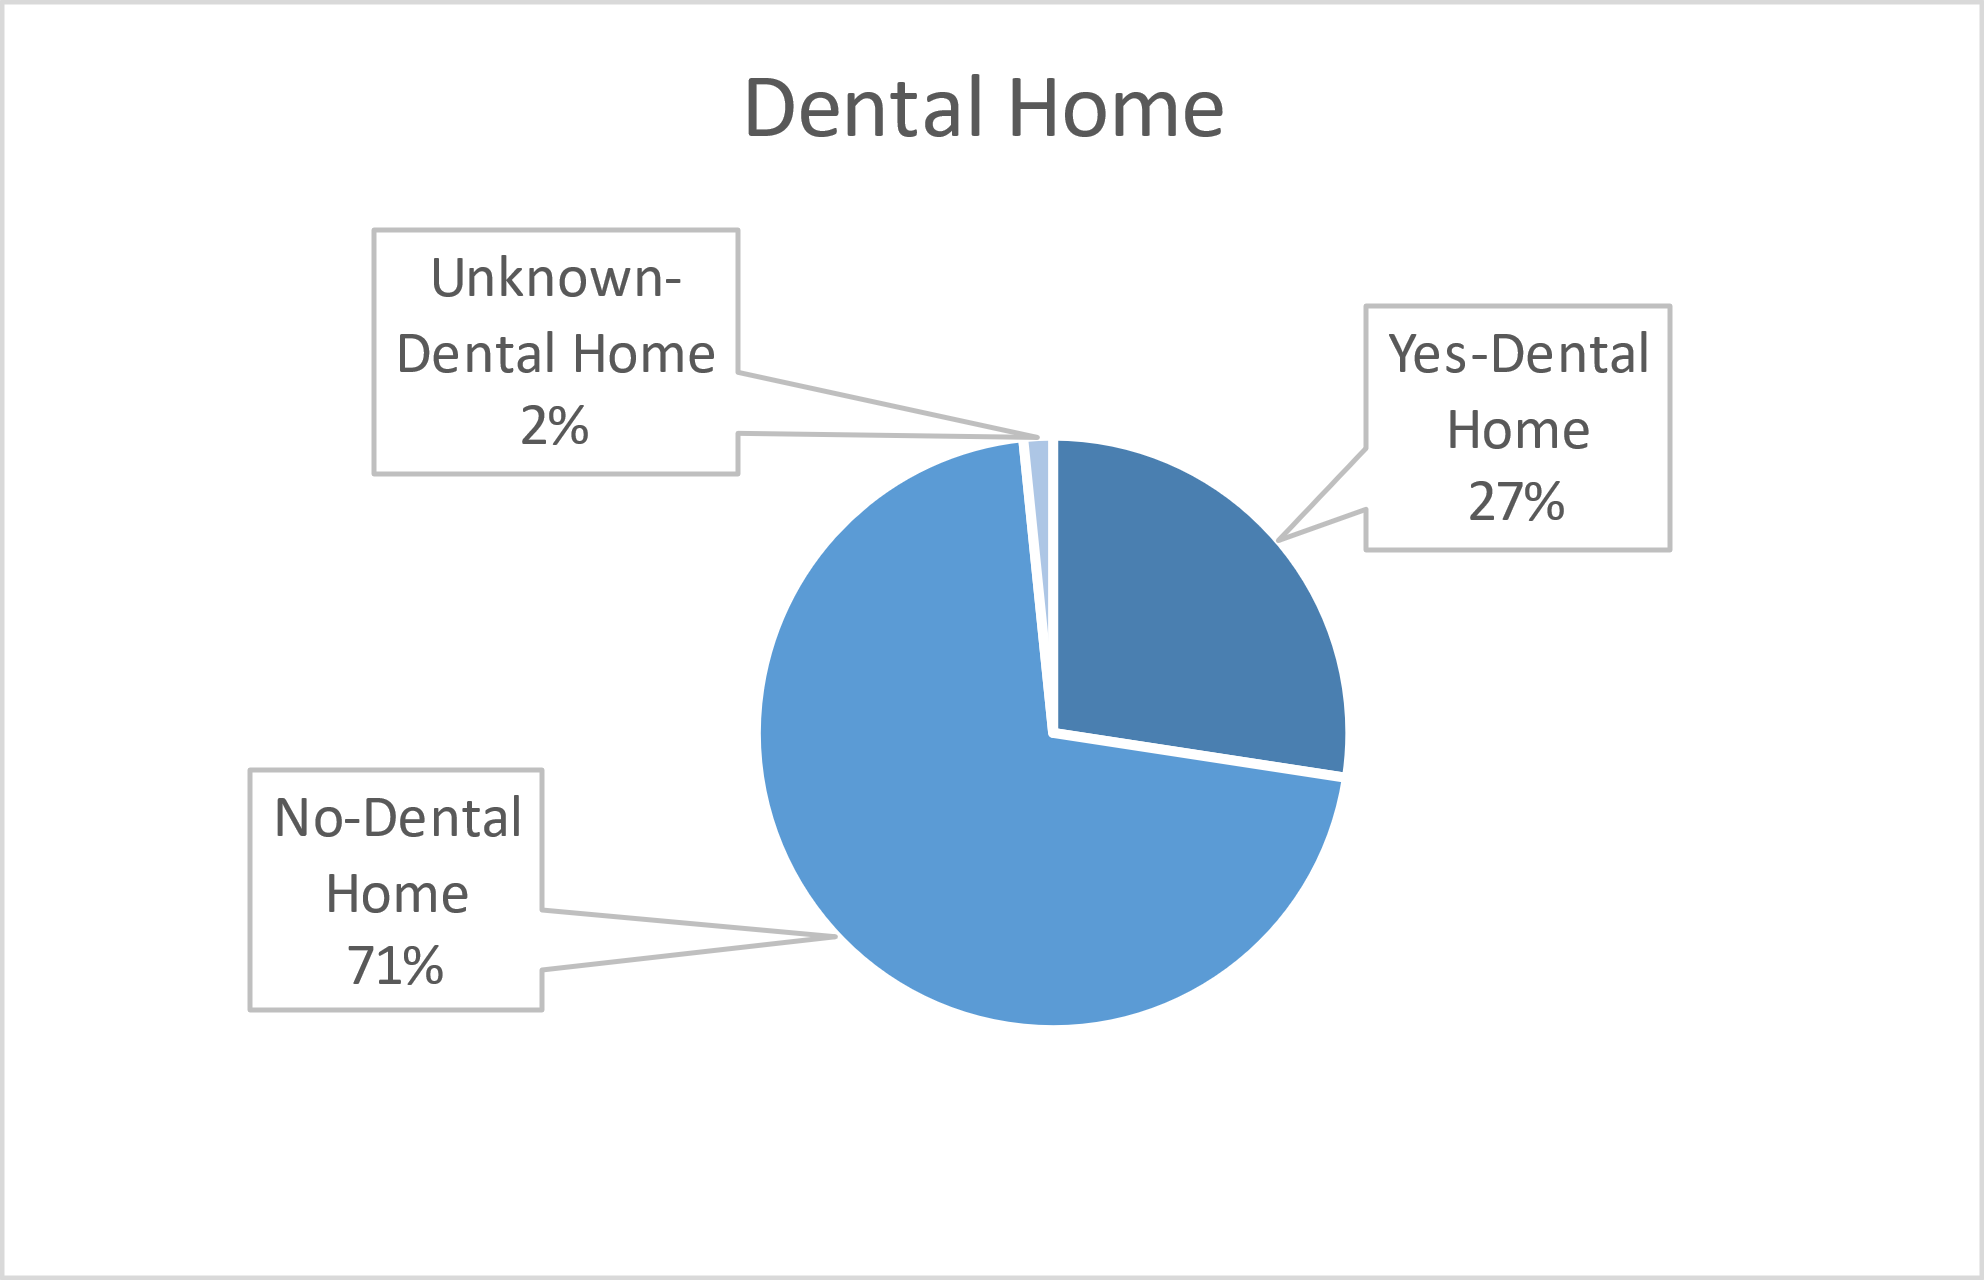 Dental Home
Unknown-
Dental Home
2%
Yes-Dental
Home
27%
No-Dental
Home
71%